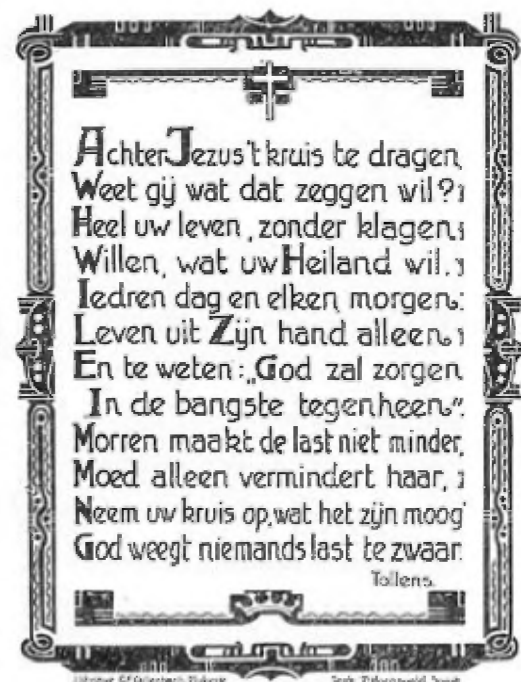 Achter Jezus 't kruis te dragen,
Weet gij wat dat zeggen wil?
Heel uw leven, zonder klagen
Willen, wat uw Heiland wil.
Iedren dag en elken morgen
Leven uit Zijn hand alleen.
En te weten: „God zal zorgen
In de bangste tegenheen."
Morren maakt de last niet minder,
Moed alleen vermindert haar,
Neem uw kruis op, wat het zijn moog'
God weegt niemands last te zwaar.
Tollens.